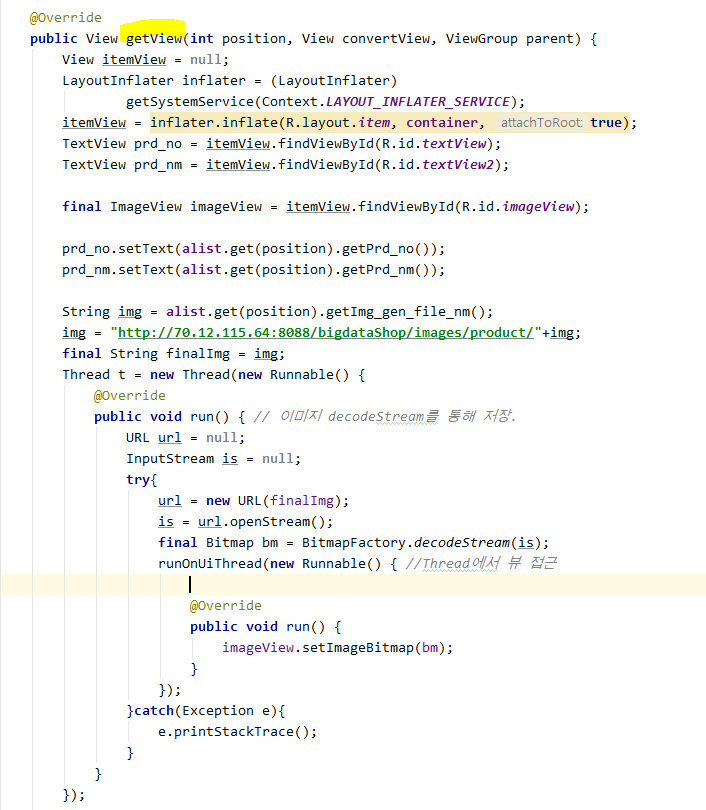 @Override
public View getView(int position, View convertView, ViewGroup parent) {
View itemView = null;
LayoutInflater inflater = (LayoutInflater)
getSystemService(Context.LAYOUT_INFLATER_SERVICE);
itemView = inflater.inflate(R.layout.item, container, attachToRoot: true);
TextView prd_no = itemView.findViewById(R.id.textView);
TextView prd_nm = itemView.findViewById(R.id.textView2);
final ImageView imageView = itemView.findViewById(R.id.imageView);
prd_no.setText(alist.get(position).getPrd_no());
prd_nm.setText(alist.get(position).getPrd_nm());
String img = alist.get(position).getImg_gen_file_nm();
img = "http://70.12.115.64:8088/bigdataShop/images/product/"+img;
final String finalImg = img;
Thread t = new Thread(new Runnable() {
@Override
public void run() { // 이미지 decodeStream를 통해 저장.
URL url = null;
InputStream is = null;
try{
url = new URL(finalImg);
is = url.openStream();
final Bitmap bm = BitmapFactory.decodeStream(is);
runOnUiThread(new Runnable() { //Thread에서 뷰 접근
@Override
public void run() {
imageView.setImageBitmap(bm);
}
});
}catch(Exception e){
e.printStackTrace();
}
}
});